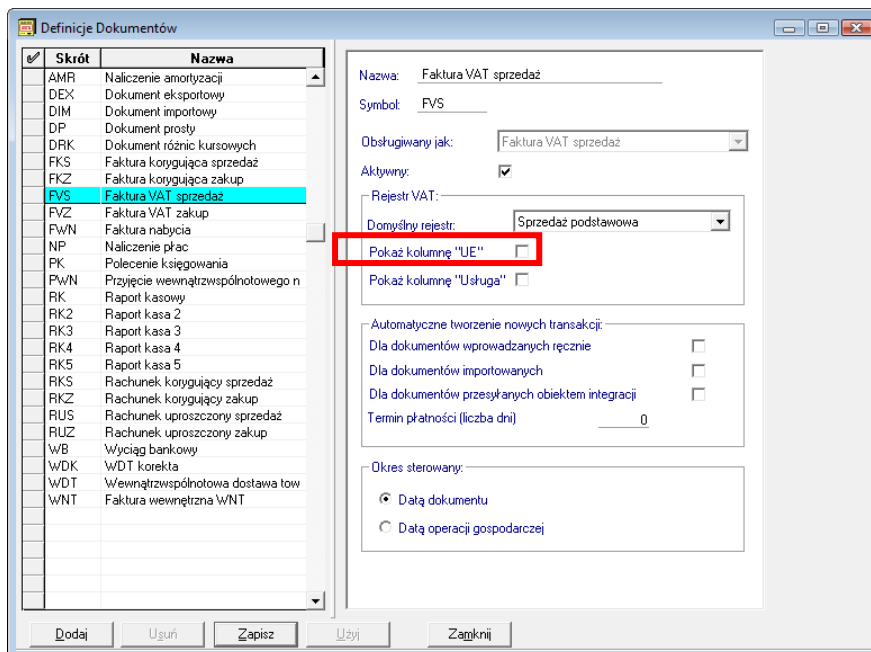 Definicje Dokumentów
Skrót Nazwa
AMR Naliczenie amortyzacji
DEX Dokument eksportowy
DIM Dokument importowy
DP Dokument prosty
DRK Dokument różnic kursowych
FKS Faktura korygująca sprzedaż
FKZ Faktura korygująca zakup
FVS Faktura VAT sprzedaż
FVZ Faktura VAT zakup
FWN Faktura nabycia
NP Naliczenie płac
PK Polecenie księgowania
PWN Przyjęcie wewnątrzwspólnotowego n
RK Raport kasowy
RK2 Raport kasa 2
RK3 Raport kasa 3
RK4 Raport kasa 4
RK5 Raport kasa 5
RKS Rachunek korygujący sprzedaż
RKZ Rachunek korygujący zakup
RUS Rachunek uproszczony sprzedaż
RUZ Rachunek uproszczony zakup
WB Wyciąg bankowy
WDK WDT korekta
WDT Wewnątrzwspólnotowa dostawa tow
WNT Faktura wewnętrzna WNT
Nazwa: Faktura VAT sprzedaż
Symbol: FVS
Obsługiwany jak: Faktura VAT sprzedaż
Aktywny:
Rejestr VAT:
Domyślny rejestr: Sprzedaż podstawowa
Pokaż kolumnę "UE"
Pokaż kolumnę "Usługa"
Automatyczne tworzenie nowych transakcji:
Dla dokumentów wprowadzanych ręcznie
Dla dokumentów importowanych
Dla dokumentów przesyłanych obiektem integracji
Termin płatności (liczba dni) 0
Okres sterowany:
Datą dokumentu
Datą operacji gospodarczej
Dodaj Usuń Zapisz Użyj Zamknij